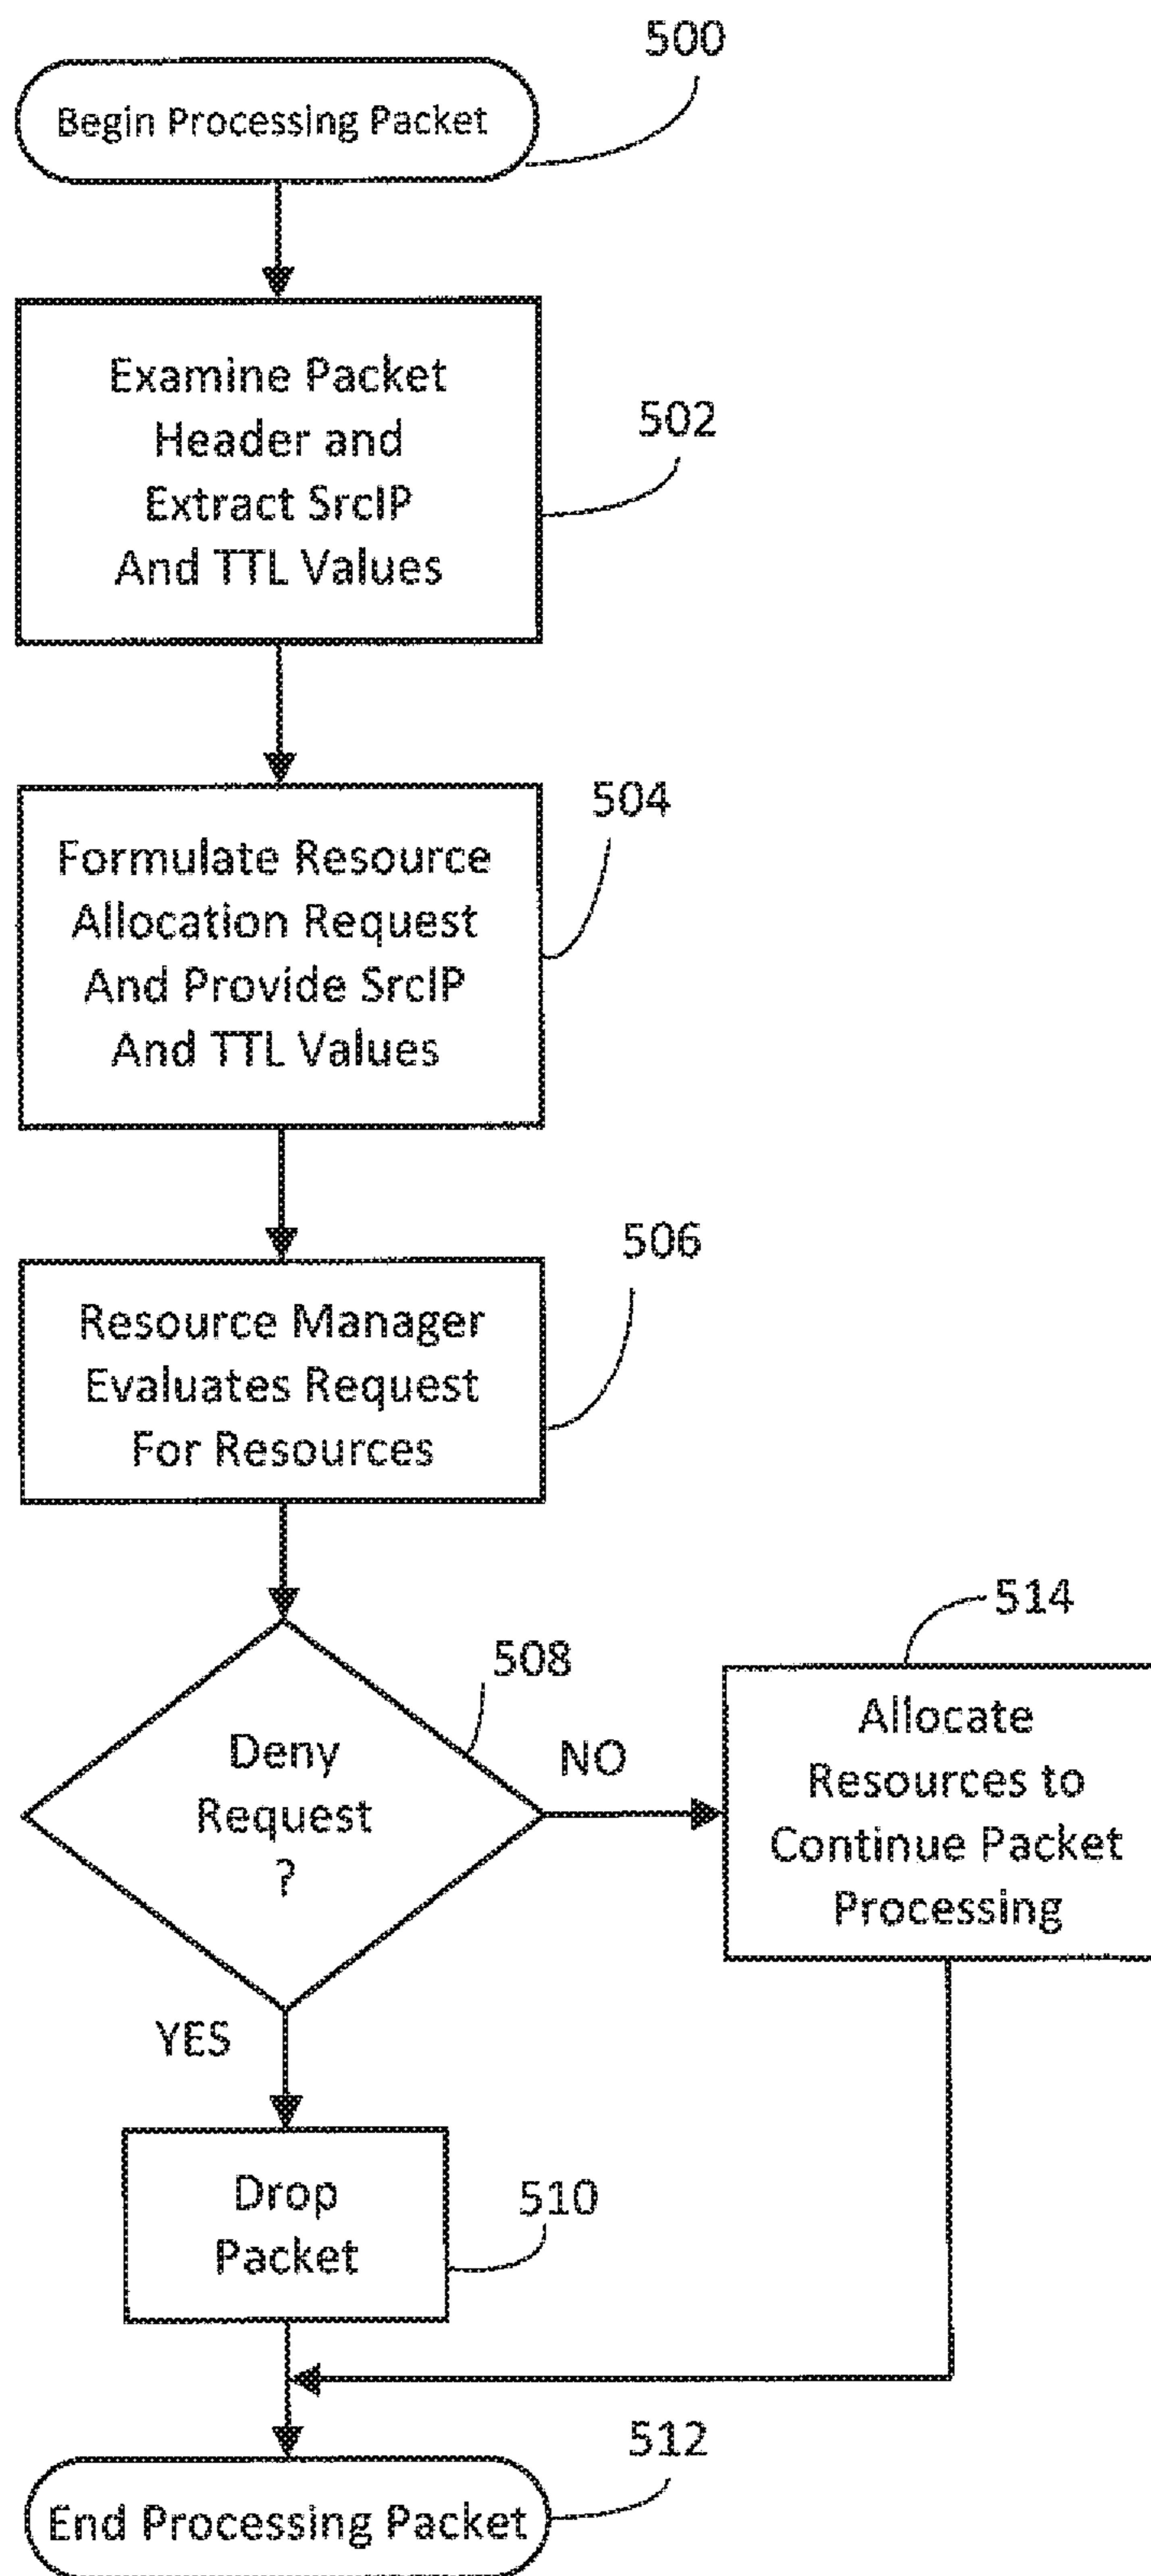 500
Begin Processing Packet
Examine Packet
Header and
Extract SrcIP
And TTL Values
502
504
Formulate Resource
Allocation Request
And Provide SrcIP
And TTL Values
506
Resource Manager
Evaluates Request
For Resources
508
Deny
Request
?
NO
514
Allocate
Resources to
Continue Packet
Processing
YES
Drop
Packet
510
512
End Processing Packet